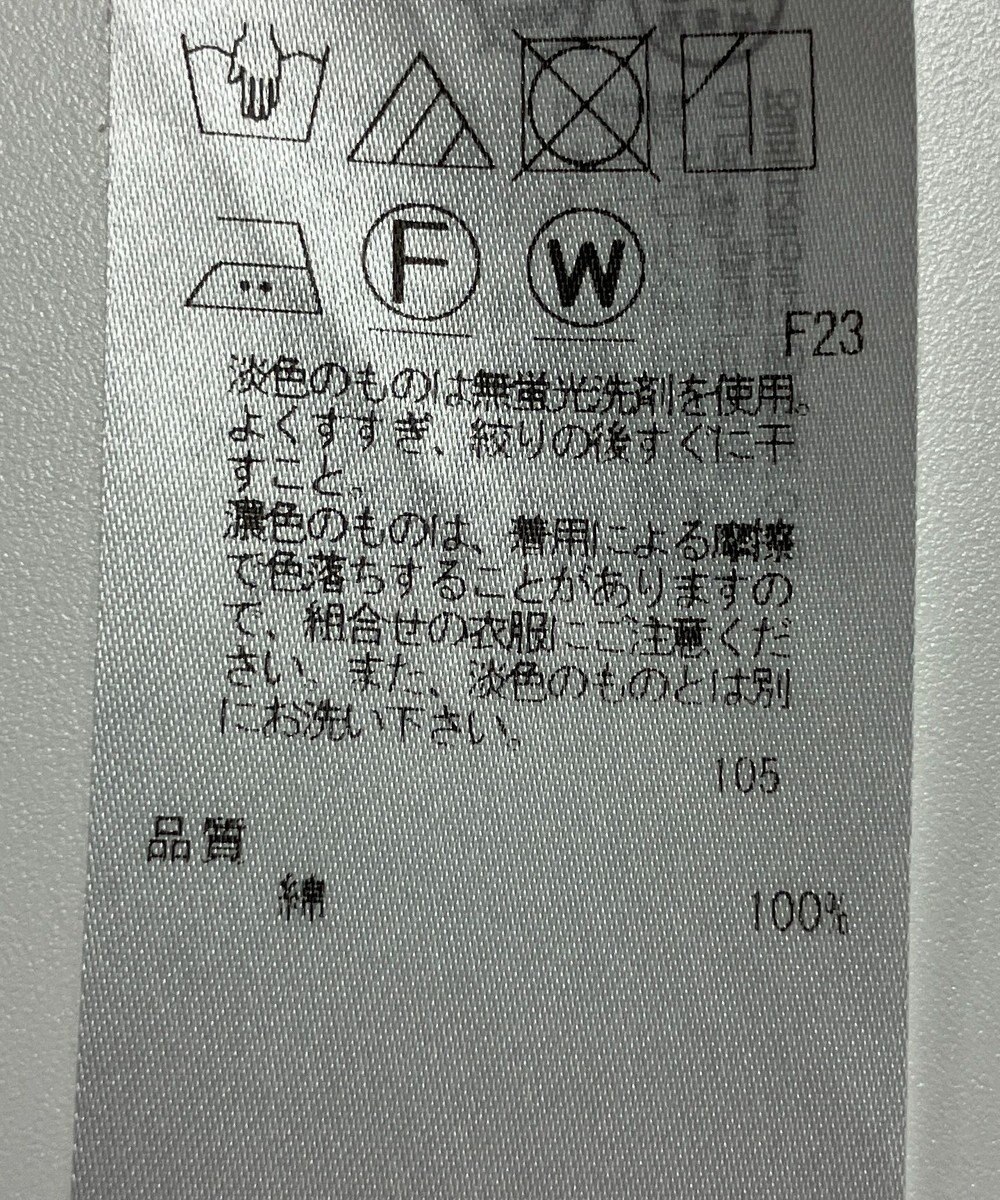 F
W
F23
淡色のものは無蛍光洗剤を使用。
よくすすぎ、絞りの後すぐに干
すこと。
濃色のものは、着用による摩擦
で色落ちすることがありますの
で、組合せの衣服にご注意くだ
さい。また、淡色のものとは別
にお洗い下さい。
105
品質
綿 100%